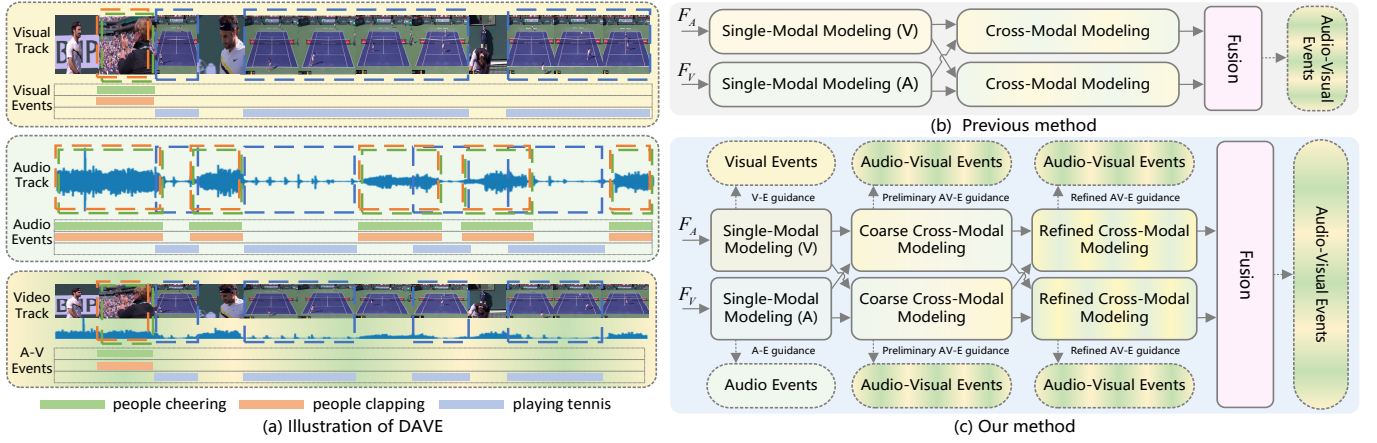 Visual
Track
Visual
Events
Audio
Track
Audio
Events
Video
Track
A-V
Events
people cheering
people clapping
playing tennis
(a) Illustration of DAVE
F_A
Single-Modal Modeling (V)
Cross-Modal Modeling
F_V
Single-Modal Modeling (A)
Cross-Modal Modeling
Fusion
Audio-Visual
Events
(b) Previous method
Visual Events
Audio-Visual Events
Audio-Visual Events
V-E guidance
Preliminary AV-E guidance
Refined AV-E guidance
F_A
Single-Modal
Modeling (V)
Coarse Cross-Modal
Modeling
Refined Cross-Modal
Modeling
F_V
Single-Modal
Modeling (A)
Coarse Cross-Modal
Modeling
Refined Cross-Modal
Modeling
A-E guidance
Preliminary AV-E guidance
Refined AV-E guidance
Audio Events
Audio-Visual Events
Audio-Visual Events
Fusion
Audio-Visual Events
(c) Our method